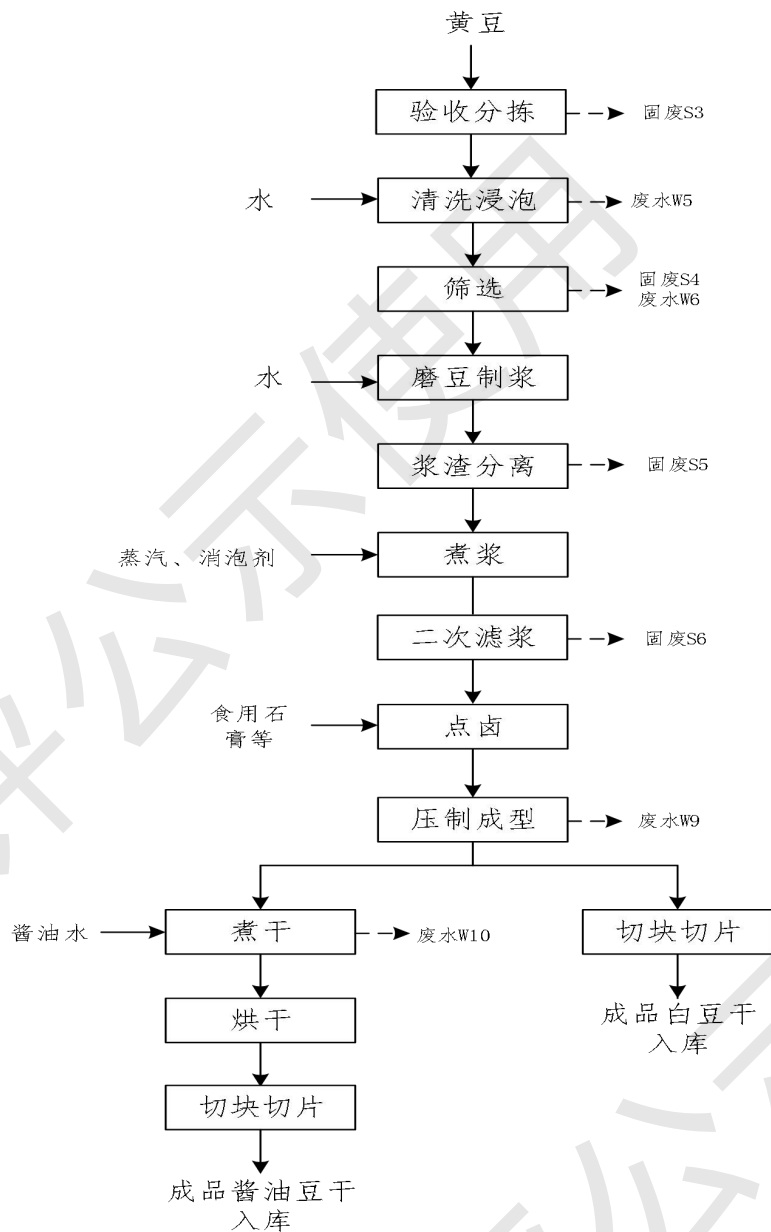 黄豆
验收分拣
固废S3
水
清洗浸泡
废水W5
筛选
固废S4
废水W6
水
磨豆制浆
浆渣分离
固废S5
蒸汽、消泡剂
煮浆
二次滤浆
固废S6
食用石
膏等
点卤
压制成型
废水W9
酱油水
煮干
废水W10
切块切片
烘干
成品白豆干
入库
切块切片
成品酱油豆干
入库
评公示使用